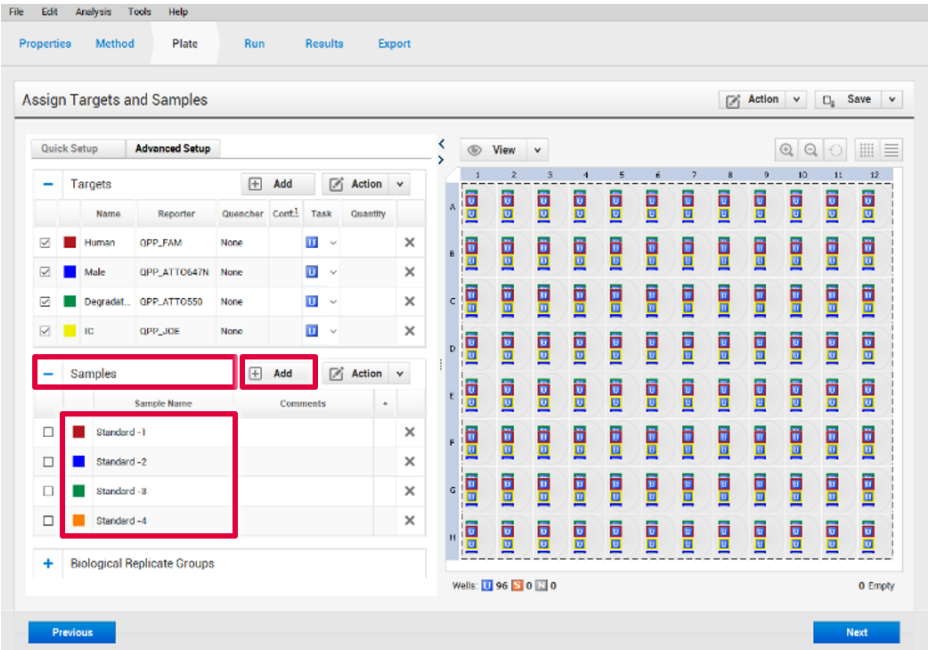 File Edit Analysis Tools Help
Properties Method Plate Run Results Export
Assign Targets and Samples
Action Save
Quick Setup Advanced Setup
View
Targets Add Action
Name Reporter Quencher Task Quantity
Human QPP_FAM None U
Male QPP_ATTO647N None U
Degradat... QPP_ATTO550 None U
IC QPP_JOE None U
Samples Add Action
Sample Name Comments +
Standard -1
Standard -2
Standard -3
Standard -4
Biological Replicate Groups
1 2 3 4 5 6 7 8 9 10 11 12
A
B
C
D
E
F
G
H
Wells: U 96 S 0 N 0 0 Empty
Previous Next